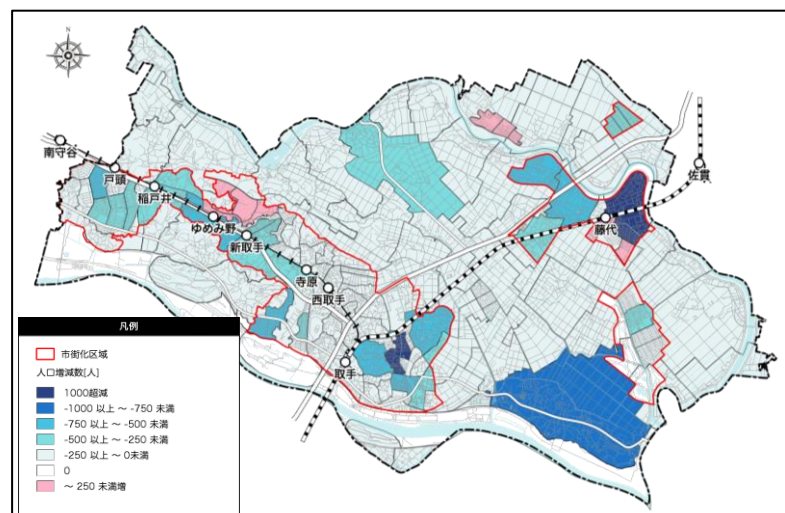 N
南守谷
戸頭
稲戸井
ゆめみ野
新取手
寺原
西取手
取手
藤代
佐貫
凡例
市街化区域
人口増減数[人]
1000超減
-1000 以上 ～ -750 未満
-750 以上 ～ -500 未満
-500 以上 ～ -250 未満
-250 以上 ～ 0未満
0
～ 250 未満増